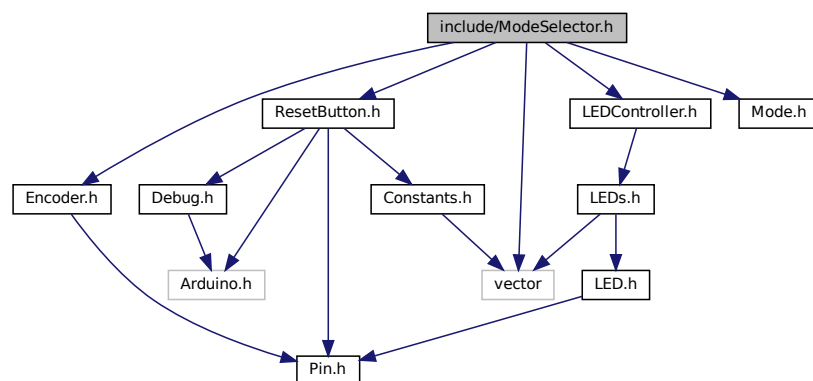 include/ModeSelector.h
ResetButton.h
LEDController.h
Mode.h
Encoder.h
Debug.h
Constants.h
LEDs.h
Arduino.h
vector
LED.h
Pin.h